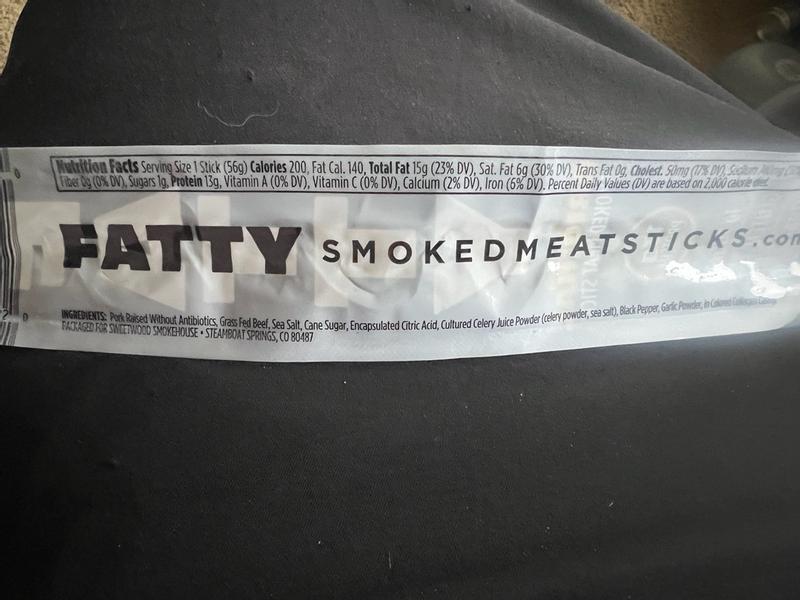 Nutrition Facts Serving Size 1 Stick (56g) Calories 200, Fat Cal. 140, Total Fat 15g (23% DV), Sat. Fat 6g (30% DV), Trans Fat 0g, Cholest. 50mg (17% DV), Sodium
Fiber 0g (0% DV), Sugars 1g, Protein 13g, Vitamin A (0% DV), Vitamin C (0% DV), Calcium (2% DV), Iron (6% DV). Percent Daily Values (DV) are based on 2,000 calorie diet.
FATTY SMOKEDMEATSTICKS.com
INGREDIENTS: Pork Raised Without Antibiotics, Grass Fed Beef, Sea Salt, Cane Sugar, Encapsulated Citric Acid, Cultured Celery Juice Powder (celery powder, sea salt), Black Pepper, Garlic Powder, in Colored Collagen Casing
PACKAGED FOR SWEETWOOD SMOKEHOUSE • STEAMBOAT SPRINGS, CO 80487